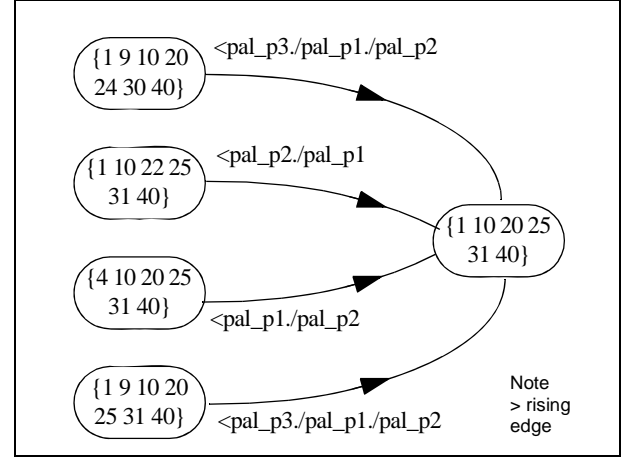 <pal_p3./pal_p1./pal_p2
{1 9 10 20
24 30 40}
<pal_p2./pal_p1
{1 10 22 25
31 40}
{1 10 20 25
31 40}
{4 10 20 25
31 40}
<pal_p1./pal_p2
{1 9 10 20
25 31 40}
<pal_p3./pal_p1./pal_p2
Note
> rising
edge